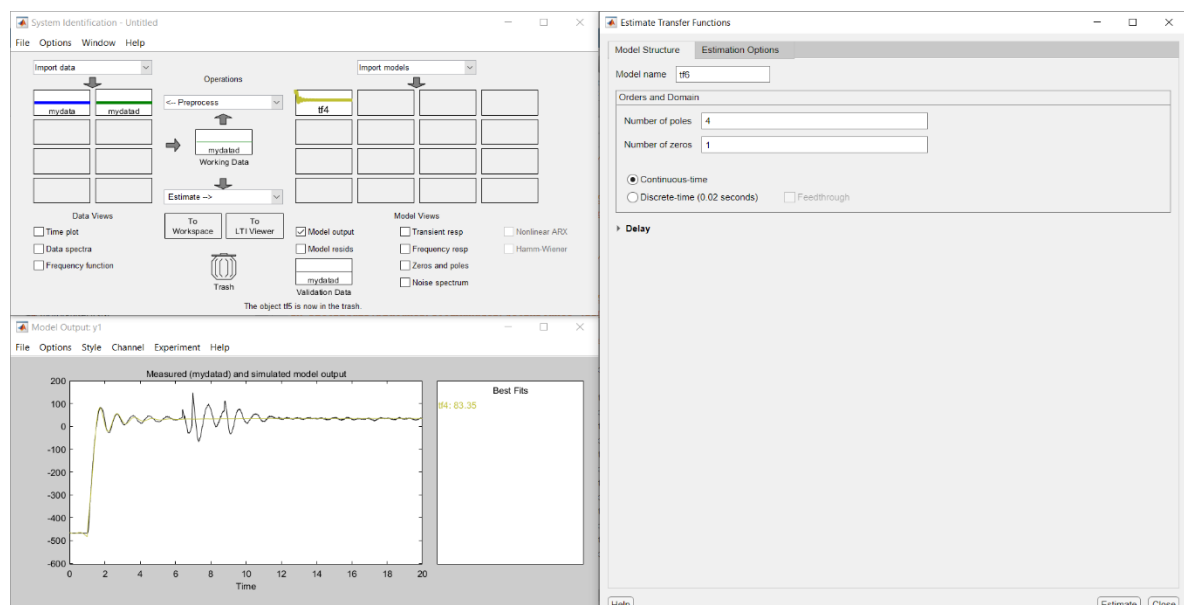 System Identification - Untitled
File Options Window Help
Import data
Import models
Operations
<-- Preprocess
mydata
mydatad
tf4
mydatad
Working Data
Estimate -->
Data Views
To Workspace
To LTI Viewer
Model Views
Time plot
Data spectra
Frequency function
Trash
Model output
Model resids
mydatad
Validation Data
Transient resp
Frequency resp
Zeros and poles
Noise spectrum
Nonlinear ARX
Hamm-Wiener
The object tf5 is now in the trash.
Model Output: y1
File Options Style Channel Experiment Help
Measured (mydatad) and simulated model output
200
100
0
-100
-200
-300
-400
-500
-600
0 2 4 6 8 10 12 14 16 18 20
Time
Best Fits
tf4: 83.35
Estimate Transfer Functions
Model Structure
Estimation Options
Model name tf6
Orders and Domain
Number of poles 4
Number of zeros 1
Continuous-time
Discrete-time (0.02 seconds)
Feedthrough
Delay
Help
Estimate
Close